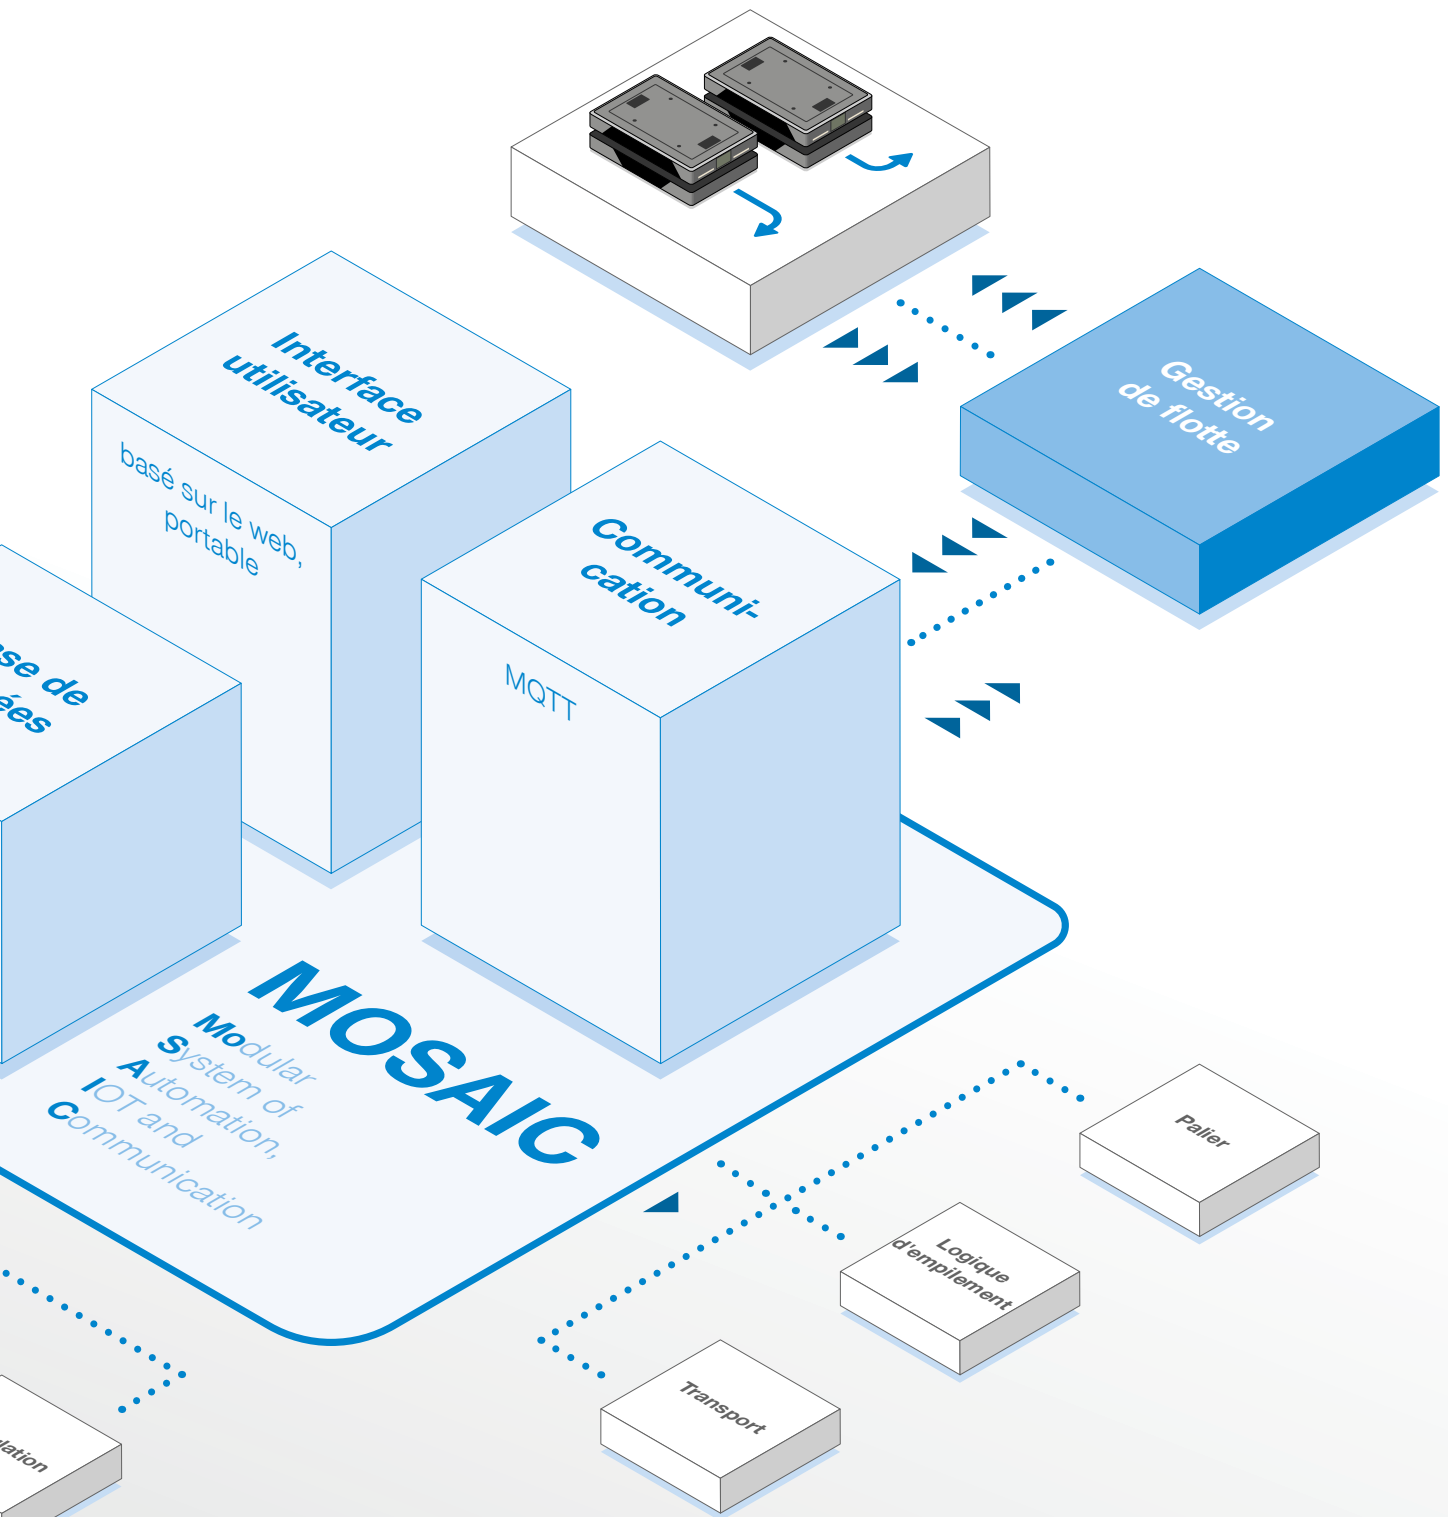 Interface
utilisateur
basé sur le web,
portable
Gestion
de flotte
Communi-
cation
MQTT
de
MOSAIC
Modular
System of
Automation,
IOT and
Communication
Palier
Logique
d'empilement
Transport